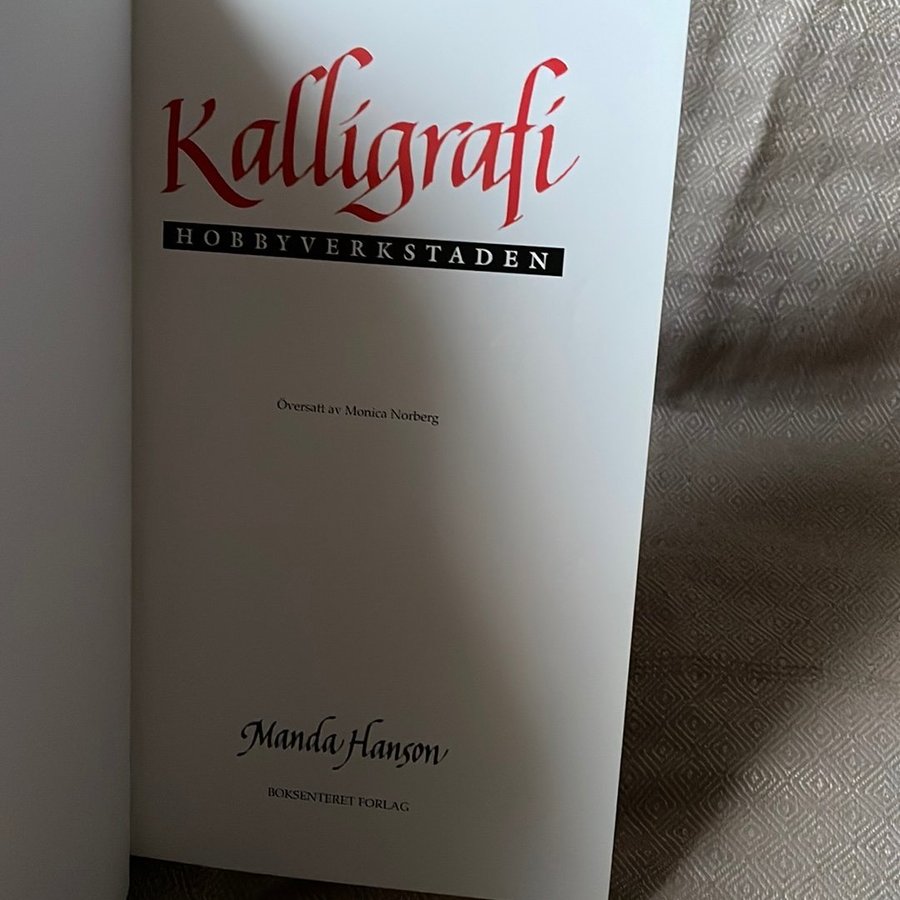 Kalligrafi
HOBBYVERKSTADEN
Översatt av Monica Norberg
Manda Hanson
BOKSENTERET FORLAG